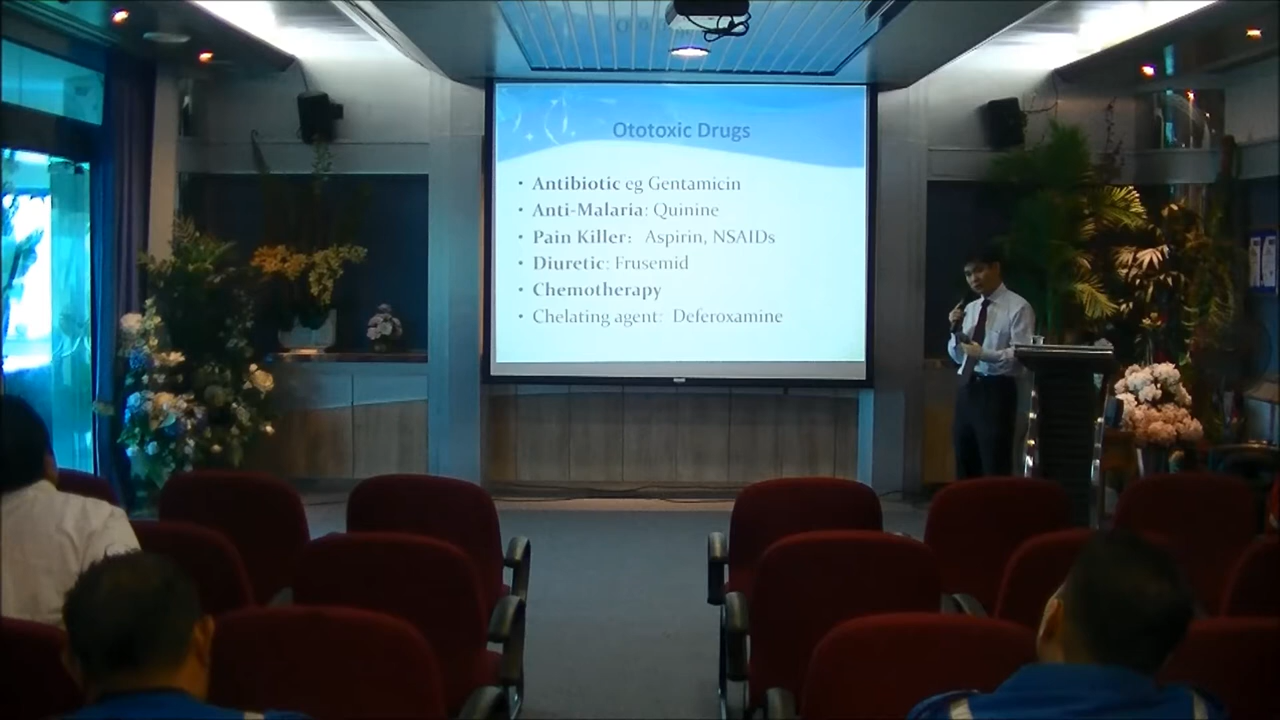 Ototoxic Drugs
• Antibiotic eg Gentamicin
• Anti-Malaria: Quinine
• Pain Killer: Aspirin, NSAIDs
• Diuretic: Frusemid
• Chemotherapy
• Chelating agent: Deferoxamine